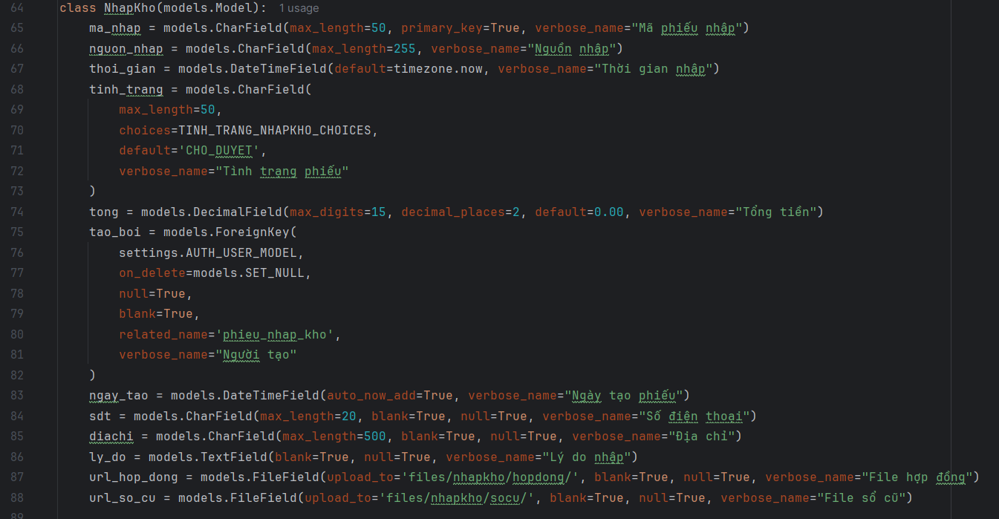 64 class NhapKho(models.Model): 1 usage
65 ma_nhap = models.CharField(max_length=50, primary_key=True, verbose_name="Mã phiếu nhập")
66 nguon_nhap = models.CharField(max_length=255, verbose_name="Nguồn nhập")
67 thoi_gian = models.DateTimeField(default=timezone.now, verbose_name="Thời gian nhập")
68 tinh_trang = models.CharField(
69 max_length=50,
70 choices=TINH_TRANG_NHAPKHO_CHOICES,
71 default='CHO_DUYET',
72 verbose_name="Tình trạng phiếu"
73 )
74 tong = models.DecimalField(max_digits=15, decimal_places=2, default=0.00, verbose_name="Tổng tiền")
75 tao_boi = models.ForeignKey(
76 settings.AUTH_USER_MODEL,
77 on_delete=models.SET_NULL,
78 null=True,
79 blank=True,
80 related_name='phieu_nhap_kho',
81 verbose_name="Người tạo"
82 )
83 ngay_tao = models.DateTimeField(auto_now_add=True, verbose_name="Ngày tạo phiếu")
84 sdt = models.CharField(max_length=20, blank=True, null=True, verbose_name="Số điện thoại")
85 diachi = models.CharField(max_length=500, blank=True, null=True, verbose_name="Địa chỉ")
86 ly_do = models.TextField(blank=True, null=True, verbose_name="Lý do nhập")
87 url_hop_dong = models.FileField(upload_to='files/nhapkho/hopdong/', blank=True, null=True, verbose_name="File hợp đồng")
88 url_so_cu = models.FileField(upload_to='files/nhapkho/socu/', blank=True, null=True, verbose_name="File sổ cũ")
89